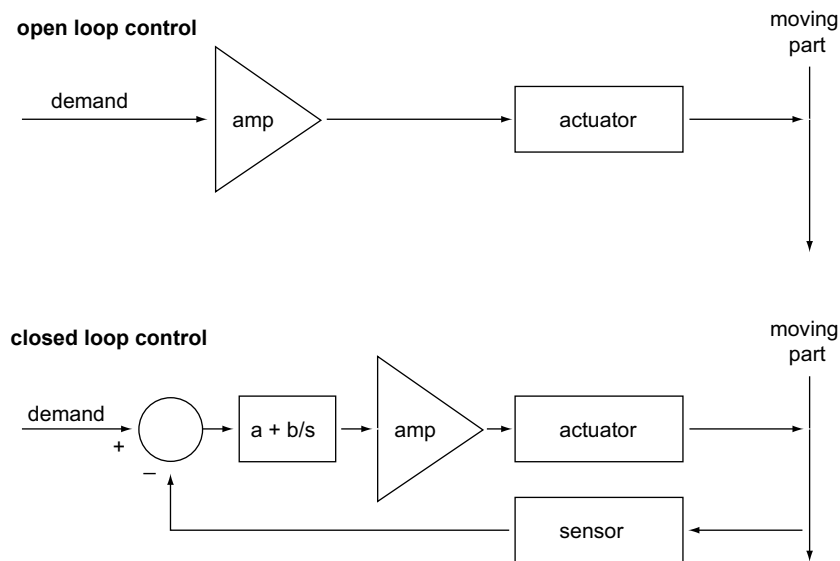 open loop control
moving
part
demand
amp
actuator
closed loop control
moving
part
demand
+
−
a + b/s
amp
actuator
sensor